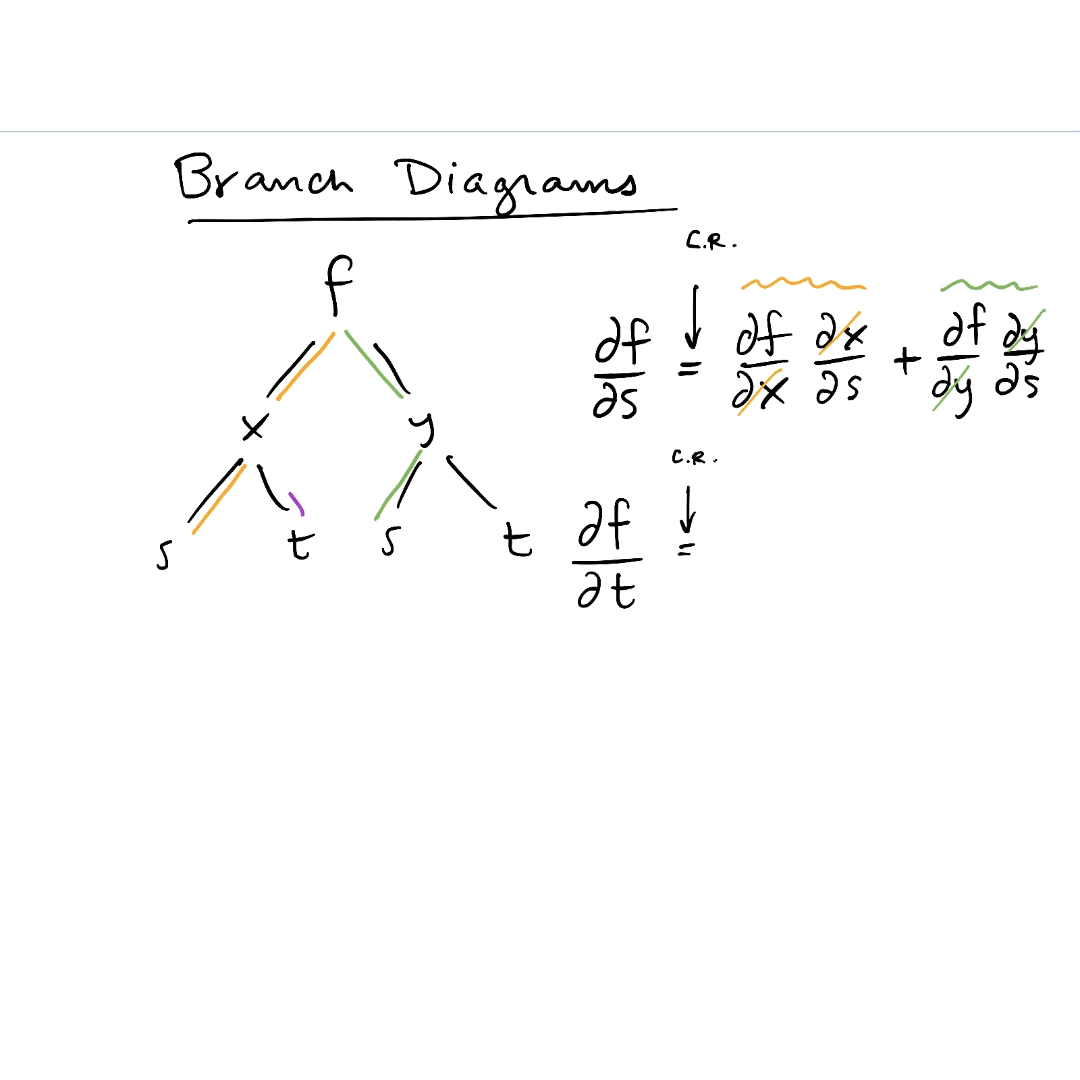 Branch Diagrams
C.R.
f
∂f/∂s = ∂f/∂x ∂x/∂s + ∂f/∂y ∂y/∂s
x y
C.R.
s t s t
∂f/∂t =